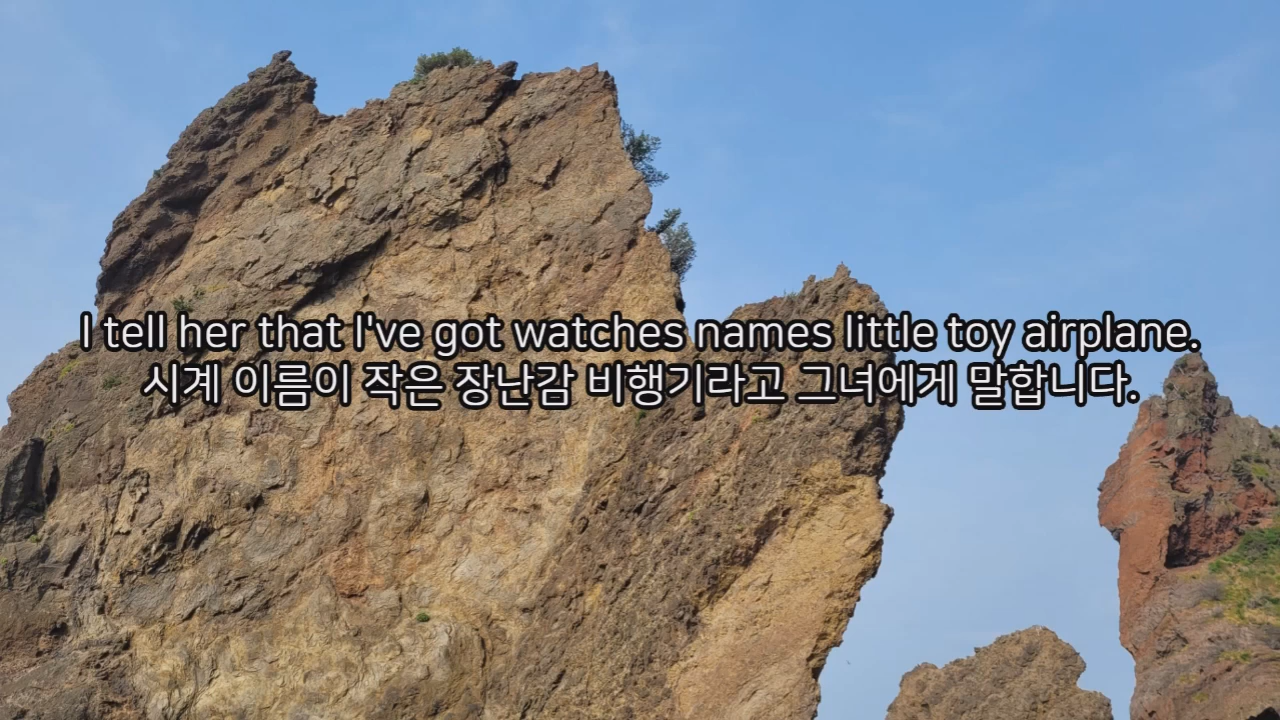 I tell her that I've got watches names little toy airplane.
시계 이름이 작은 장난감 비행기라고 그녀에게 말합니다.